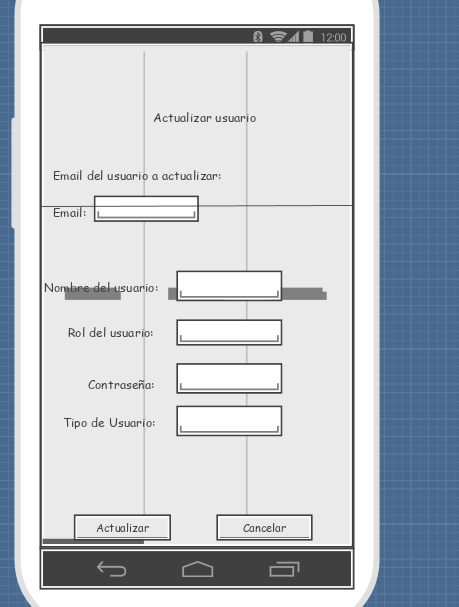 12:00
Actualizar usuario
Email del usuario a actualizar:
Email:
Nombre del usuario:
Rol del usuario:
Contraseña:
Tipo de Usuario:
Actualizar Cancelar